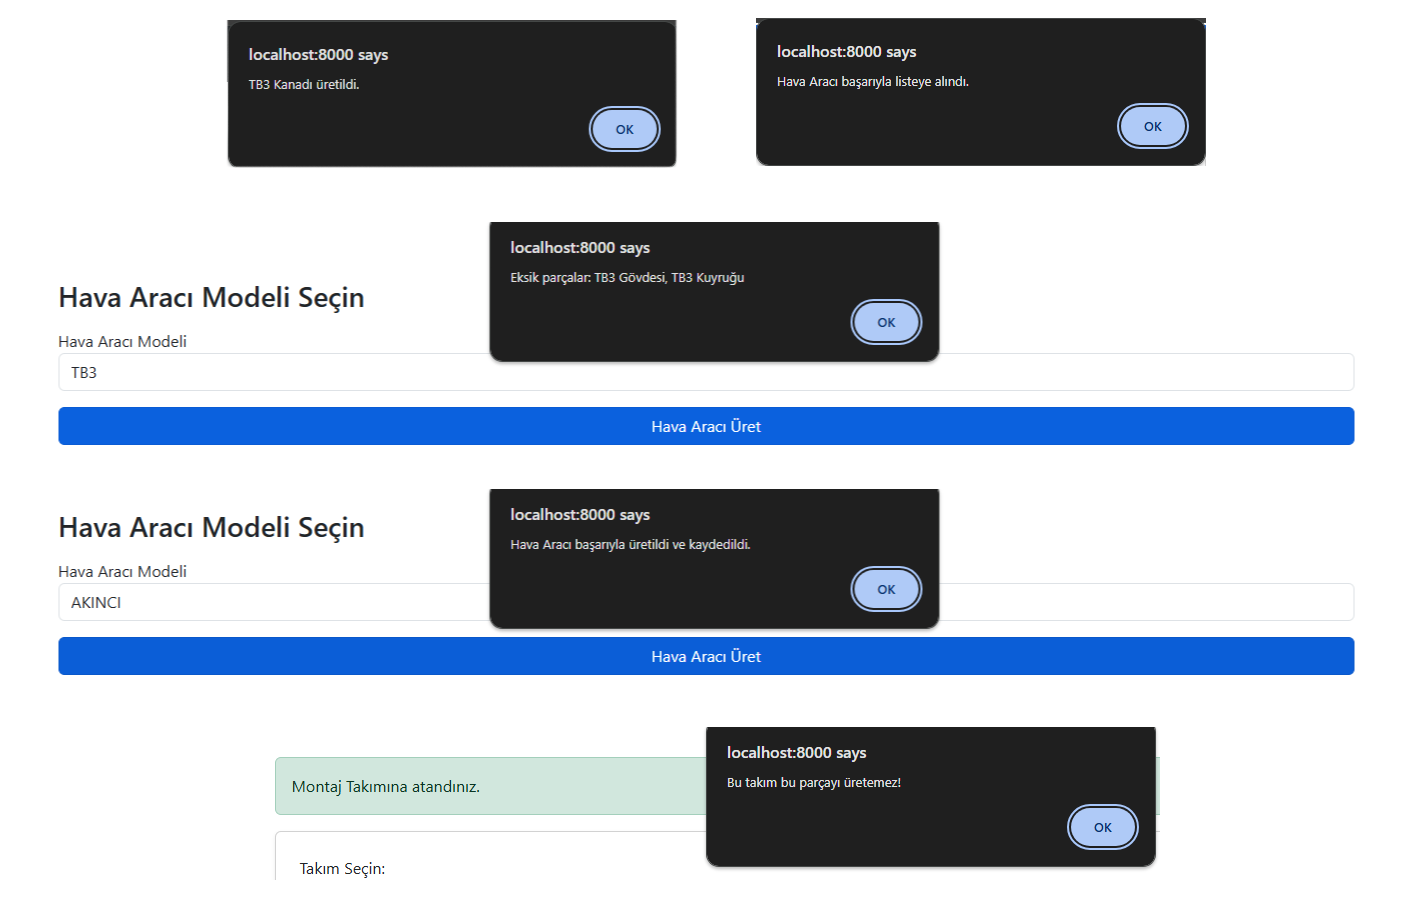 localhost:8000 says
TB3 Kanadı üretildi.
OK
localhost:8000 says
Hava Aracı başarıyla listeye alındı.
OK
localhost:8000 says
Eksik parçalar: TB3 Gövdesi, TB3 Kuyruğu
OK
Hava Aracı Modeli Seçin
Hava Aracı Modeli
TB3
Hava Aracı Üret
localhost:8000 says
Hava Aracı başarıyla üretildi ve kaydedildi.
OK
Hava Aracı Modeli Seçin
Hava Aracı Modeli
AKINCI
Hava Aracı Üret
localhost:8000 says
Bu takım bu parçayı üretemez!
OK
Montaj Takımına atandınız.
Takım Seçin: